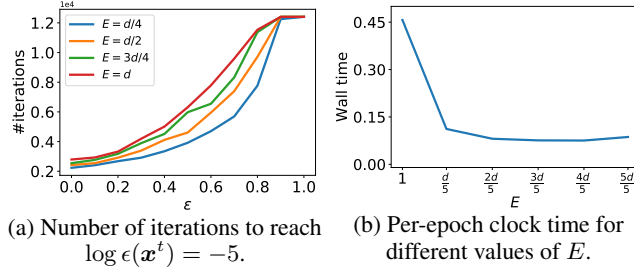 1e4
E = d/4
E = d/2
E = 3d/4
E = d
1.2
1.0
0.8
0.6
0.4
0.2
#iterations
0.0 0.2 0.4 0.6 0.8 1.0
ε
(a) Number of iterations to reach
log ϵ(x^t) = −5.
0.45
0.30
0.15
0.00
Wall time
1 d/5 2d/5 3d/5 4d/5 5d/5
E
(b) Per-epoch clock time for
different values of E.